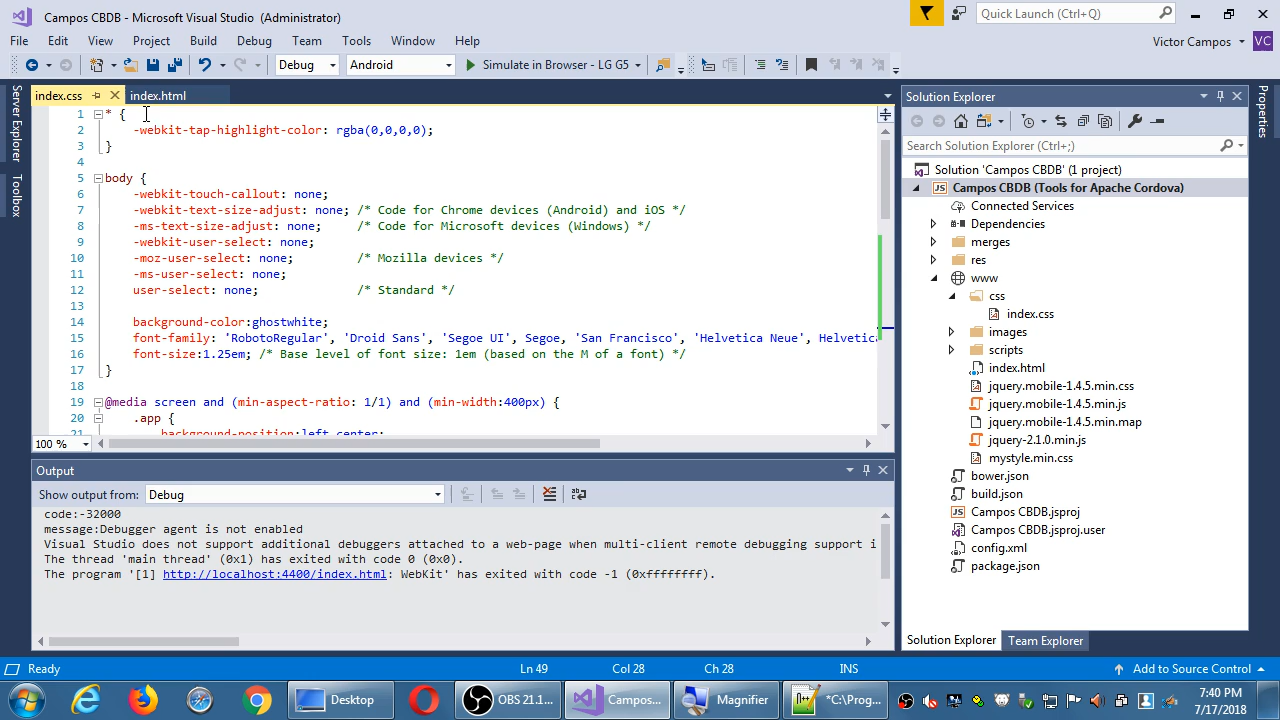 Campos CBDB - Microsoft Visual Studio (Administrator)
Quick Launch (Ctrl+Q)
File Edit View Project Build Debug Team Tools Window Help
Victor Campos VC
Debug Android Simulate in Browser - LG G5
Server Explorer
Toolbox
index.css index.html
1 * {
2 -webkit-tap-highlight-color: rgba(0,0,0,0);
3 }
4
5 body {
6 -webkit-touch-callout: none;
7 -webkit-text-size-adjust: none; /* Code for Chrome devices (Android) and iOS */
8 -ms-text-size-adjust: none; /* Code for Microsoft devices (Windows) */
9 -webkit-user-select: none;
10 -moz-user-select: none; /* Mozilla devices */
11 -ms-user-select: none;
12 user-select: none; /* Standard */
13
14 background-color:ghostwhite;
15 font-family: 'RobotoRegular', 'Droid Sans', 'Segoe UI', Segoe, 'San Francisco', 'Helvetica Neue', Helvetica
16 font-size:1.25em; /* Base level of font size: 1em (based on the M of a font) */
17 }
18
19 @media screen and (min-aspect-ratio: 1/1) and (min-width:400px) {
20 .app {
21 background-position:left center;
100 %
Output
Show output from: Debug
code:-32000
message:Debugger agent is not enabled
Visual Studio does not support additional debuggers attached to a web-page when multi-client remote debugging support i
The thread 'main thread' (0x1) has exited with code 0 (0x0).
The program '[1] http://localhost:4400/index.html: WebKit' has exited with code -1 (0xffffffff).
Solution Explorer
Search Solution Explorer (Ctrl+;)
Solution 'Campos CBDB' (1 project)
JS Campos CBDB (Tools for Apache Cordova)
Connected Services
Dependencies
merges
res
www
css
index.css
images
scripts
index.html
jquery.mobile-1.4.5.min.css
jquery.mobile-1.4.5.min.js
jquery.mobile-1.4.5.min.map
jquery-2.1.0.min.js
mystyle.min.css
bower.json
build.json
JS Campos CBDB.jsproj
Campos CBDB.jsproj.user
config.xml
package.json
Solution Explorer Team Explorer
Properties
Ready Ln 49 Col 28 Ch 28 INS Add to Source Control
Desktop OBS 21.1... Campos... Magnifier *C:\Prog...
7:40 PM
7/17/2018